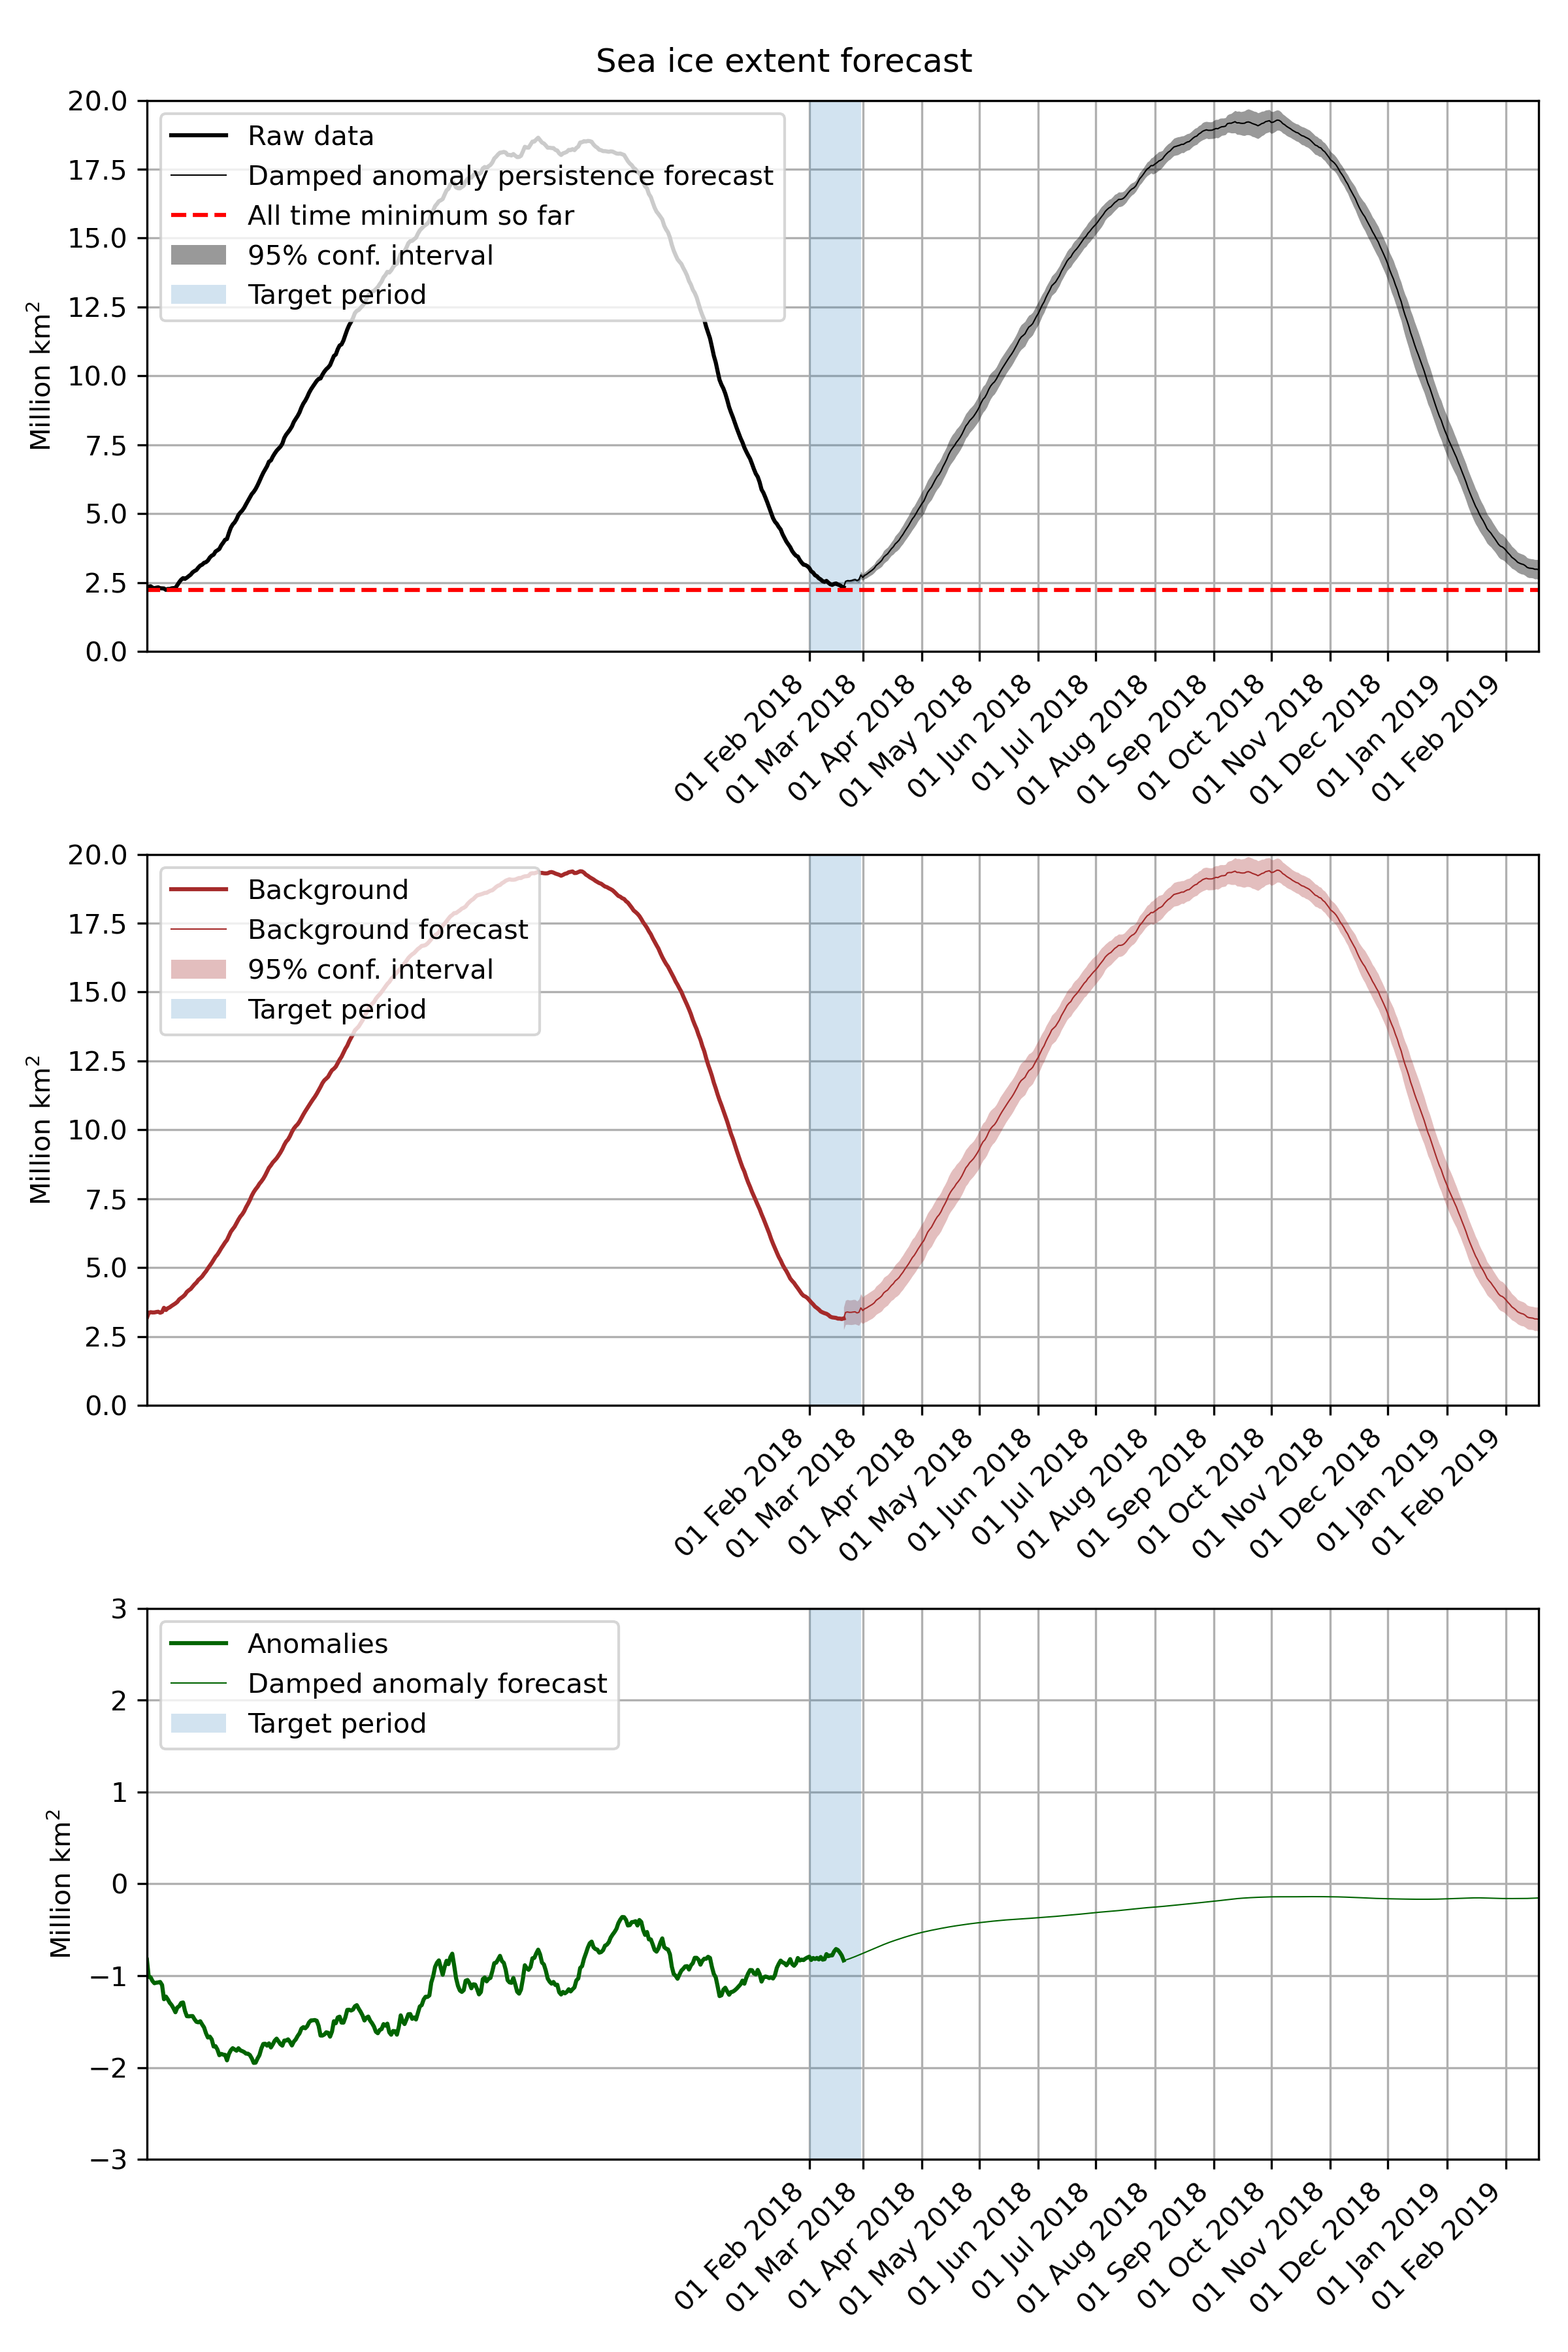 Sea ice extent forecast
20.0
17.5
15.0
12.5
10.0
7.5
5.0
2.5
0.0
Million km²
Raw data
Damped anomaly persistence forecast
All time minimum so far
95% conf. interval
Target period
01 Feb 2018
01 Mar 2018
01 Apr 2018
01 May 2018
01 Jun 2018
01 Jul 2018
01 Aug 2018
01 Sep 2018
01 Oct 2018
01 Nov 2018
01 Dec 2018
01 Jan 2019
01 Feb 2019
20.0
17.5
15.0
12.5
10.0
7.5
5.0
2.5
0.0
Million km²
Background
Background forecast
95% conf. interval
Target period
01 Feb 2018
01 Mar 2018
01 Apr 2018
01 May 2018
01 Jun 2018
01 Jul 2018
01 Aug 2018
01 Sep 2018
01 Oct 2018
01 Nov 2018
01 Dec 2018
01 Jan 2019
01 Feb 2019
3
2
1
0
−1
−2
−3
Million km²
Anomalies
Damped anomaly forecast
Target period
01 Feb 2018
01 Mar 2018
01 Apr 2018
01 May 2018
01 Jun 2018
01 Jul 2018
01 Aug 2018
01 Sep 2018
01 Oct 2018
01 Nov 2018
01 Dec 2018
01 Jan 2019
01 Feb 2019